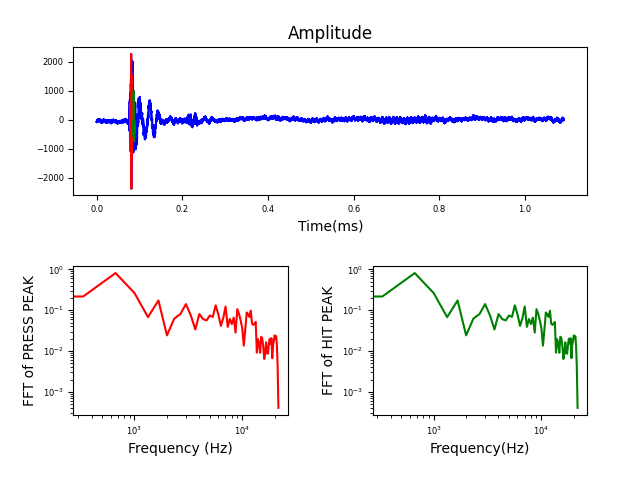 Amplitude
2000
1000
0
−1000
−2000
0.0 0.2 0.4 0.6 0.8 1.0
Time(ms)
FFT of PRESS PEAK
10⁰
10⁻¹
10⁻²
10⁻³
10³ 10⁴
Frequency (Hz)
FFT of HIT PEAK
10⁰
10⁻¹
10⁻²
10⁻³
10³ 10⁴
Frequency(Hz)